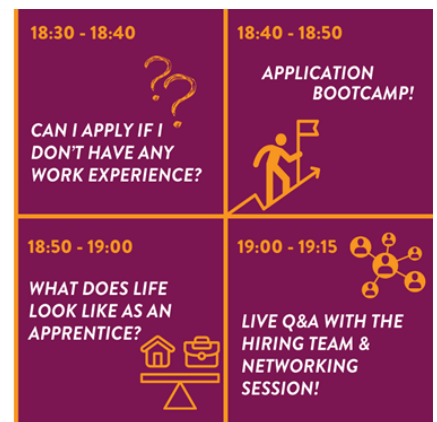 18:30 - 18:40
CAN I APPLY IF I
DON'T HAVE ANY
WORK EXPERIENCE?
18:40 - 18:50
APPLICATION
BOOTCAMP!
18:50 - 19:00
WHAT DOES LIFE
LOOK LIKE AS AN
APPRENTICE?
19:00 - 19:15
LIVE Q&A WITH THE
HIRING TEAM &
NETWORKING
SESSION!